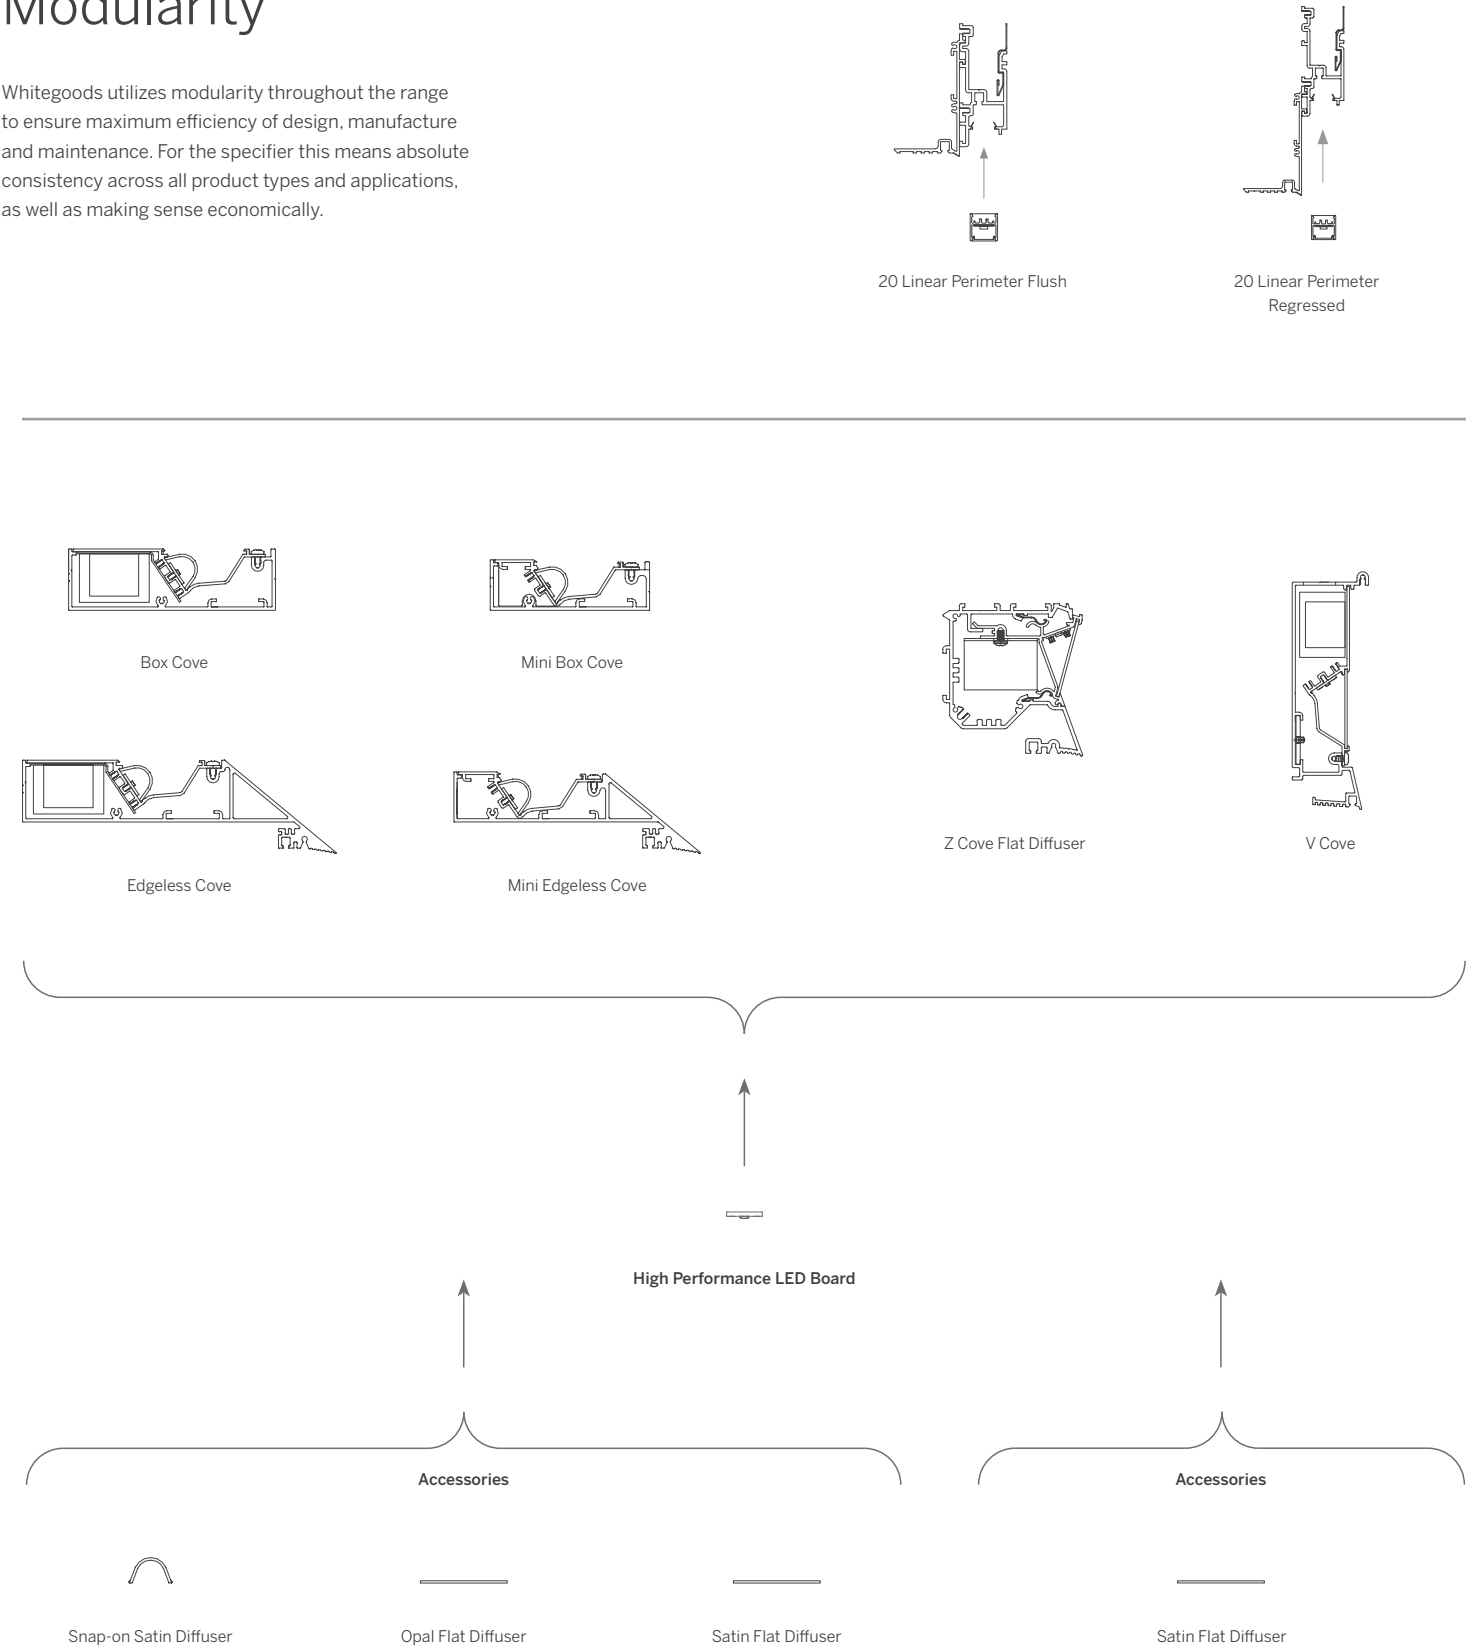 Modularity
Whitegoods utilizes modularity throughout the range
to ensure maximum efficiency of design, manufacture
and maintenance. For the specifier this means absolute
consistency across all product types and applications,
as well as making sense economically.
20 Linear Perimeter Flush
20 Linear Perimeter
Regressed
Box Cove
Mini Box Cove
Z Cove Flat Diffuser
V Cove
Edgeless Cove
Mini Edgeless Cove
High Performance LED Board
Accessories
Accessories
Snap-on Satin Diffuser
Opal Flat Diffuser
Satin Flat Diffuser
Satin Flat Diffuser